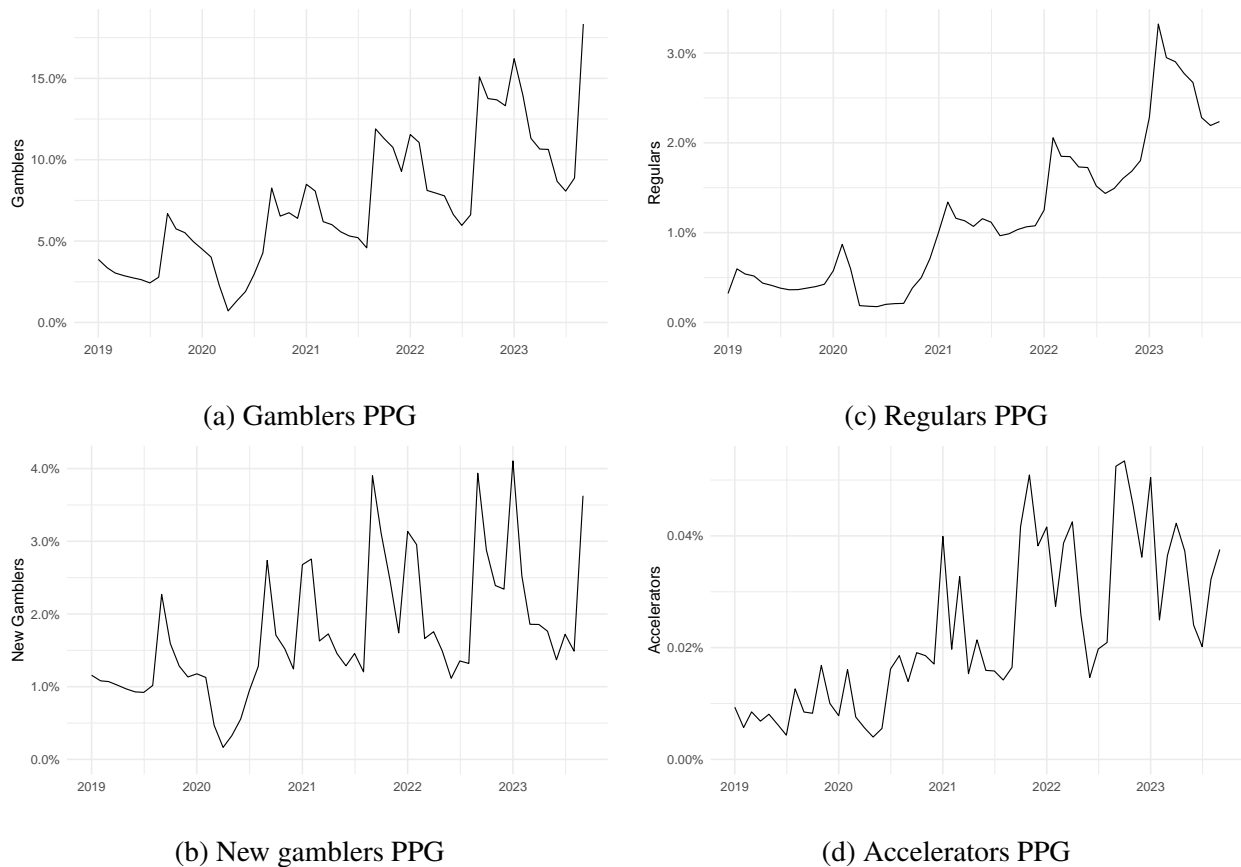 15.0%
10.0%
5.0%
0.0%
Gamblers
2019 2020 2021 2022 2023
(a) Gamblers PPG
3.0%
2.0%
1.0%
0.0%
Regulars
2019 2020 2021 2022 2023
(c) Regulars PPG
4.0%
3.0%
2.0%
1.0%
0.0%
New Gamblers
2019 2020 2021 2022 2023
(b) New gamblers PPG
0.04%
0.02%
0.00%
Accelerators
2019 2020 2021 2022 2023
(d) Accelerators PPG